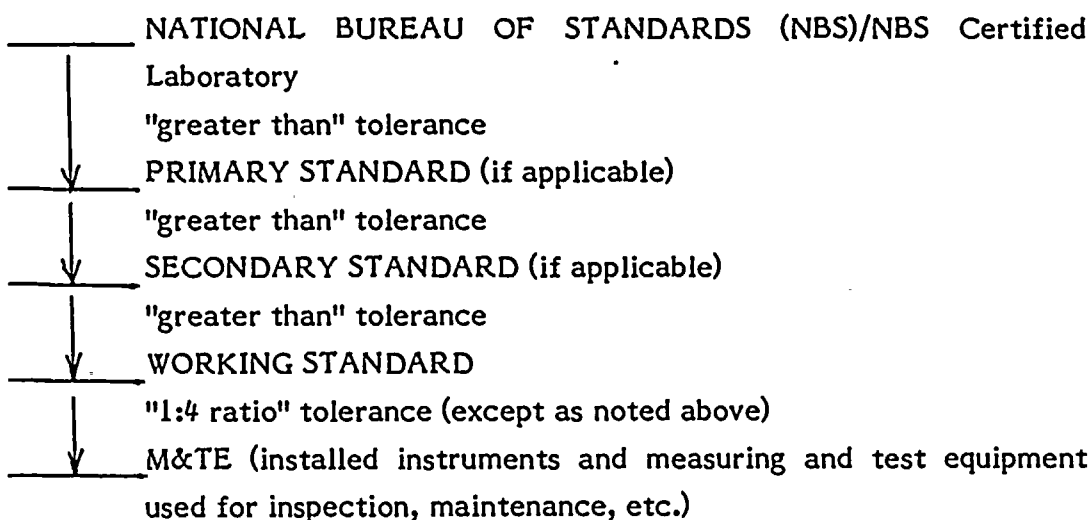 NATIONAL BUREAU OF STANDARDS (NBS)/NBS Certified
Laboratory
"greater than" tolerance
PRIMARY STANDARD (if applicable)
"greater than" tolerance
SECONDARY STANDARD (if applicable)
"greater than" tolerance
WORKING STANDARD
"1:4 ratio" tolerance (except as noted above)
M&TE (installed instruments and measuring and test equipment
used for inspection, maintenance, etc.)